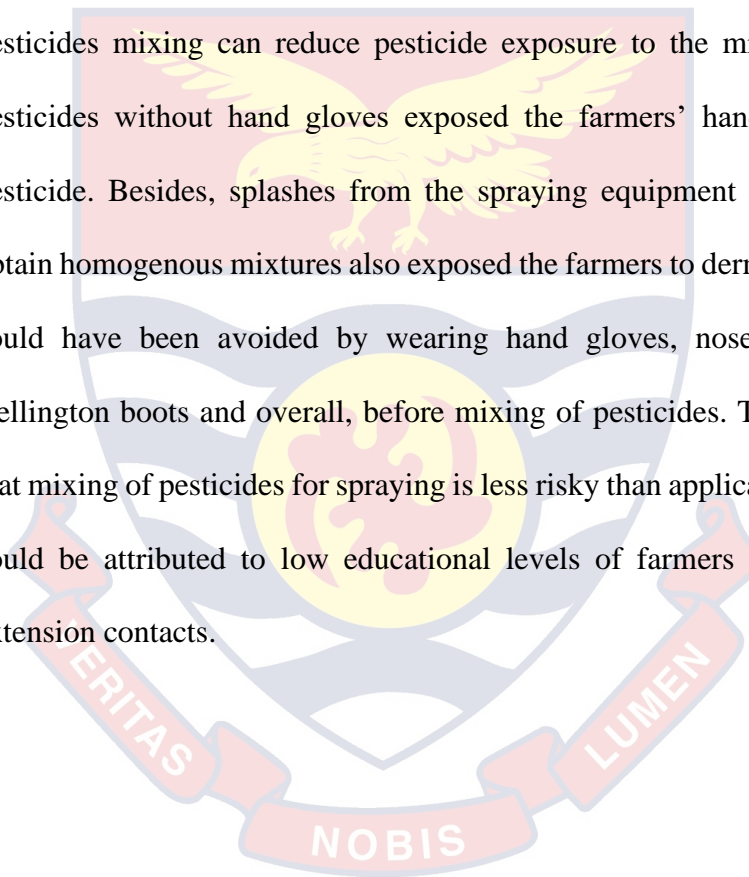 esticides mixing can reduce pesticide exposure to the mi
esticides without hand gloves exposed the farmers' hand
esticide. Besides, splashes from the spraying equipment
btain homogenous mixtures also exposed the farmers to derm
ould have been avoided by wearing hand gloves, nose
ellington boots and overall, before mixing of pesticides. T
at mixing of pesticides for spraying is less risky than applica
ould be attributed to low educational levels of farmers
xtension contacts.
VERITAS
NOBIS
LUMEN